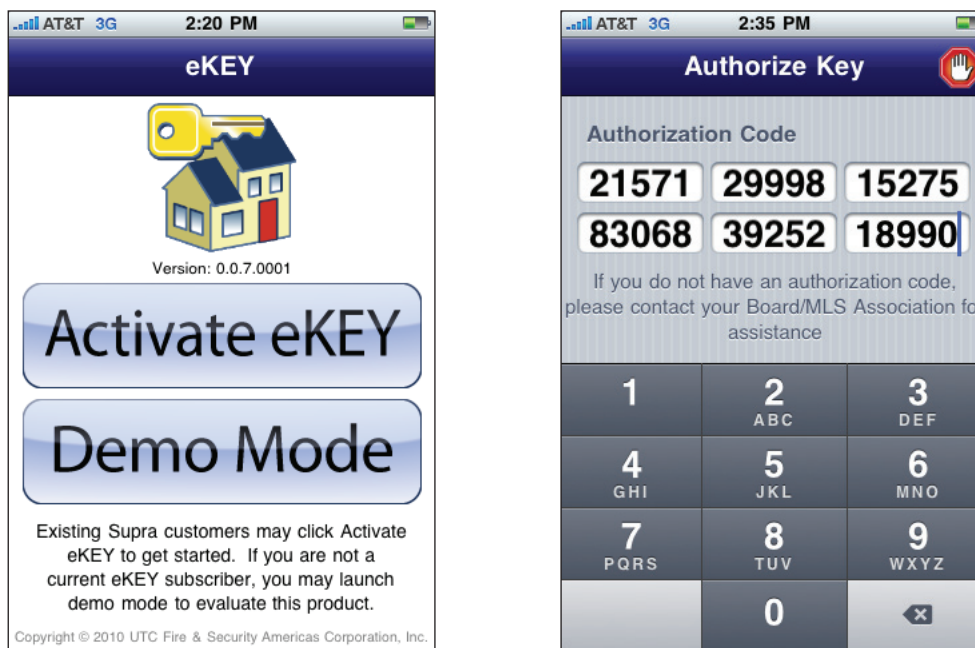 AT&T 3G 2:20 PM
eKEY
Version: 0.0.7.0001
Activate eKEY
Demo Mode
Existing Supra customers may click Activate
eKEY to get started. If you are not a
current eKEY subscriber, you may launch
demo mode to evaluate this product.
Copyright © 2010 UTC Fire & Security Americas Corporation, Inc.
AT&T 3G 2:35 PM
Authorize Key
Authorization Code
21571 29998 15275
83068 39252 18990
If you do not have an authorization code,
please contact your Board/MLS Association fo
assistance
1 2 3
ABC DEF
4 5 6
GHI JKL MNO
7 8 9
PQRS TUV WXYZ
0